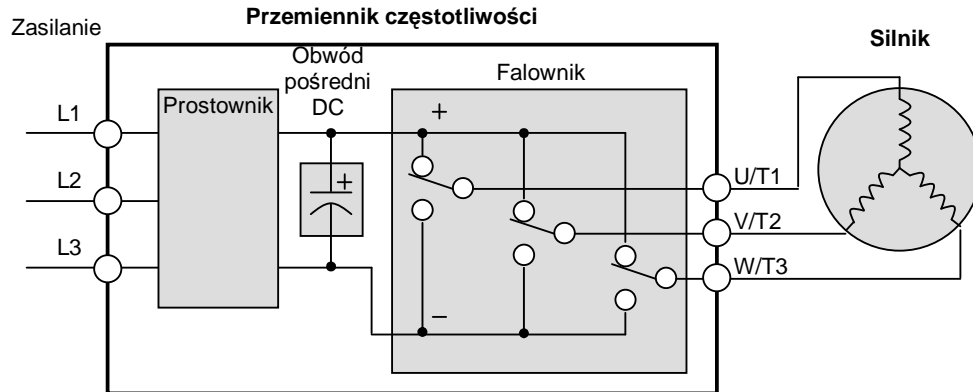 Przemiennik częstotliwości
Zasilanie
Silnik
Obwód
pośredni
DC
Falownik
Prostownik
L1
L2
L3
+
+
–
U/T1
V/T2
W/T3